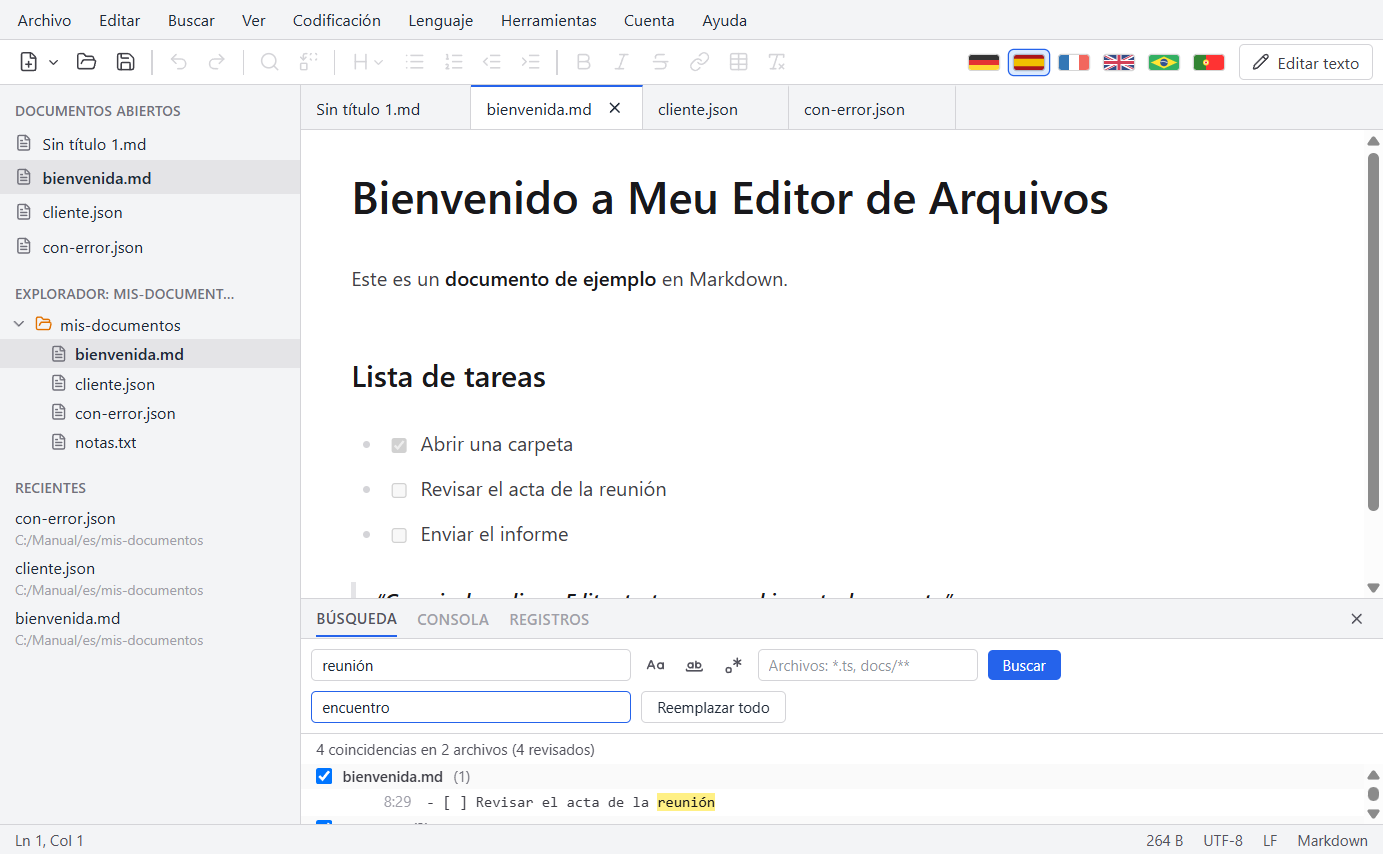 Archivo Editar Buscar Ver Codificación Lenguaje Herramientas Cuenta Ayuda
Editar texto
DOCUMENTOS ABIERTOS
Sin título 1.md
bienvenida.md
cliente.json
con-error.json
EXPLORADOR: MIS-DOCUMENT...
mis-documentos
bienvenida.md
cliente.json
con-error.json
notas.txt
RECIENTES
con-error.json
C:/Manual/es/mis-documentos
cliente.json
C:/Manual/es/mis-documentos
bienvenida.md
C:/Manual/es/mis-documentos
Sin título 1.md bienvenida.md cliente.json con-error.json
Bienvenido a Meu Editor de Arquivos
Este es un documento de ejemplo en Markdown.
Lista de tareas
Abrir una carpeta
Revisar el acta de la reunión
Enviar el informe
BÚSQUEDA CONSOLA REGISTROS
reunión Aa ab Archivos: *.ts, docs/** Buscar
encuentro Reemplazar todo
4 coincidencias en 2 archivos (4 revisados)
bienvenida.md (1)
8:29 - [ ] Revisar el acta de la reunión
Ln 1, Col 1 264 B UTF-8 LF Markdown